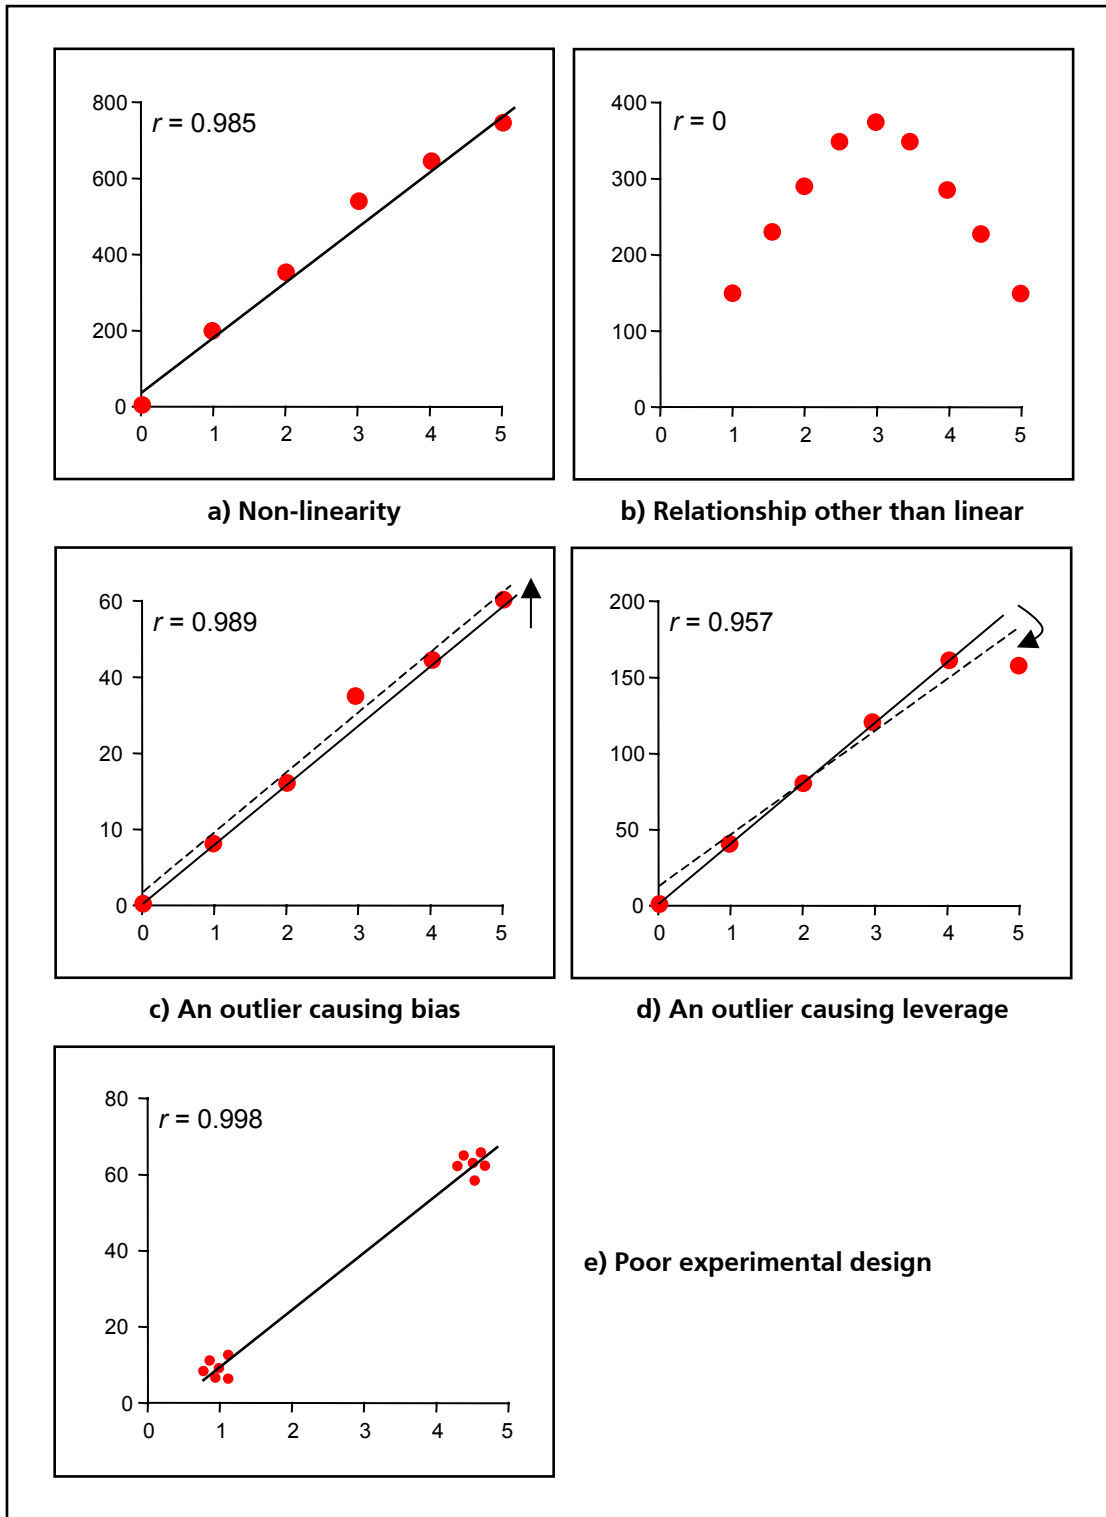 800
600
400
200
0
r = 0.985
0 1 2 3 4 5
a) Non-linearity
400
300
200
100
0
r = 0
0 1 2 3 4 5
b) Relationship other than linear
60
40
20
10
0
r = 0.989
0 1 2 3 4 5
c) An outlier causing bias
200
150
100
50
0
r = 0.957
0 1 2 3 4 5
d) An outlier causing leverage
80
60
40
20
0
r = 0.998
0 1 2 3 4 5
e) Poor experimental design